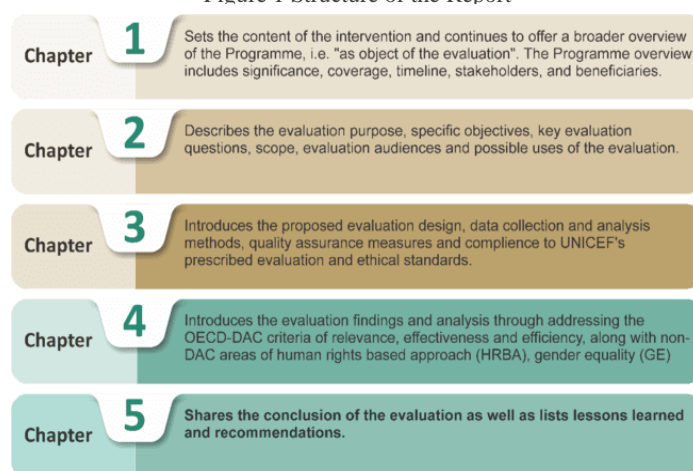 Figure 1 Structure of the Report
Chapter 1
Sets the content of the intervention and continues to offer a broader overview
of the Programme, i.e. "as object of the evaluation". The Programme overview
includes significance, coverage, timeline, stakeholders, and beneficiaries.
Chapter 2
Describes the evaluation purpose, specific objectives, key evaluation
questions, scope, evaluation audiences and possible uses of the evaluation.
Chapter 3
Introduces the proposed evaluation design, data collection and analysis
methods, quality assurance measures and complience to UNICEF's
prescribed evaluation and ethical standards.
Chapter 4
Introduces the evaluation findings and analysis through addressing the
OECD-DAC criteria of relevance, effectiveness and efficiency, along with non-
DAC areas of human rights based approach (HRBA), gender equality (GE)
Chapter 5
Shares the conclusion of the evaluation as well as lists lessons learned
and recommendations.